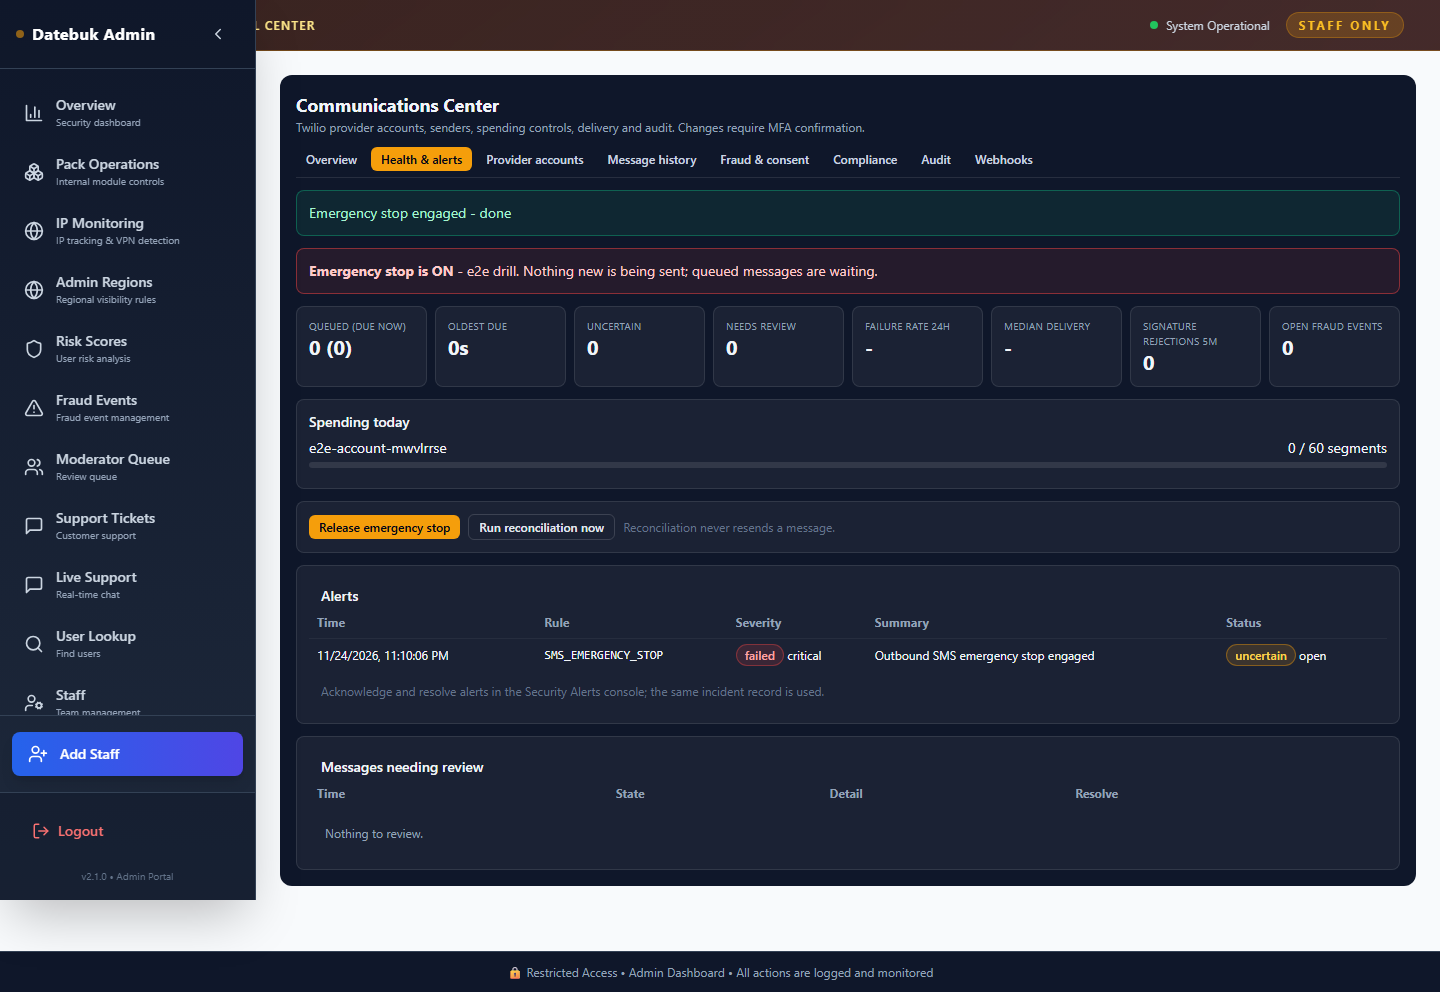 Datebuk Admin
L CENTER
System Operational
STAFF ONLY
Overview
Security dashboard
Pack Operations
Internal module controls
IP Monitoring
IP tracking & VPN detection
Admin Regions
Regional visibility rules
Risk Scores
User risk analysis
Fraud Events
Fraud event management
Moderator Queue
Review queue
Support Tickets
Customer support
Live Support
Real-time chat
User Lookup
Find users
Staff
Team management
Add Staff
Logout
v2.1.0 • Admin Portal
Communications Center
Twilio provider accounts, senders, spending controls, delivery and audit. Changes require MFA confirmation.
Overview Health & alerts Provider accounts Message history Fraud & consent Compliance Audit Webhooks
Emergency stop engaged - done
Emergency stop is ON - e2e drill. Nothing new is being sent; queued messages are waiting.
QUEUED (DUE NOW)
0 (0)
OLDEST DUE
0s
UNCERTAIN
0
NEEDS REVIEW
0
FAILURE RATE 24H
-
MEDIAN DELIVERY
-
SIGNATURE
REJECTIONS 5M
0
OPEN FRAUD EVENTS
0
Spending today
e2e-account-mwvlrrse 0 / 60 segments
Release emergency stop Run reconciliation now Reconciliation never resends a message.
Alerts
Time Rule Severity Summary Status
11/24/2026, 11:10:06 PM SMS_EMERGENCY_STOP failed critical Outbound SMS emergency stop engaged uncertain open
Acknowledge and resolve alerts in the Security Alerts console; the same incident record is used.
Messages needing review
Time State Detail Resolve
Nothing to review.
🔒 Restricted Access • Admin Dashboard • All actions are logged and monitored